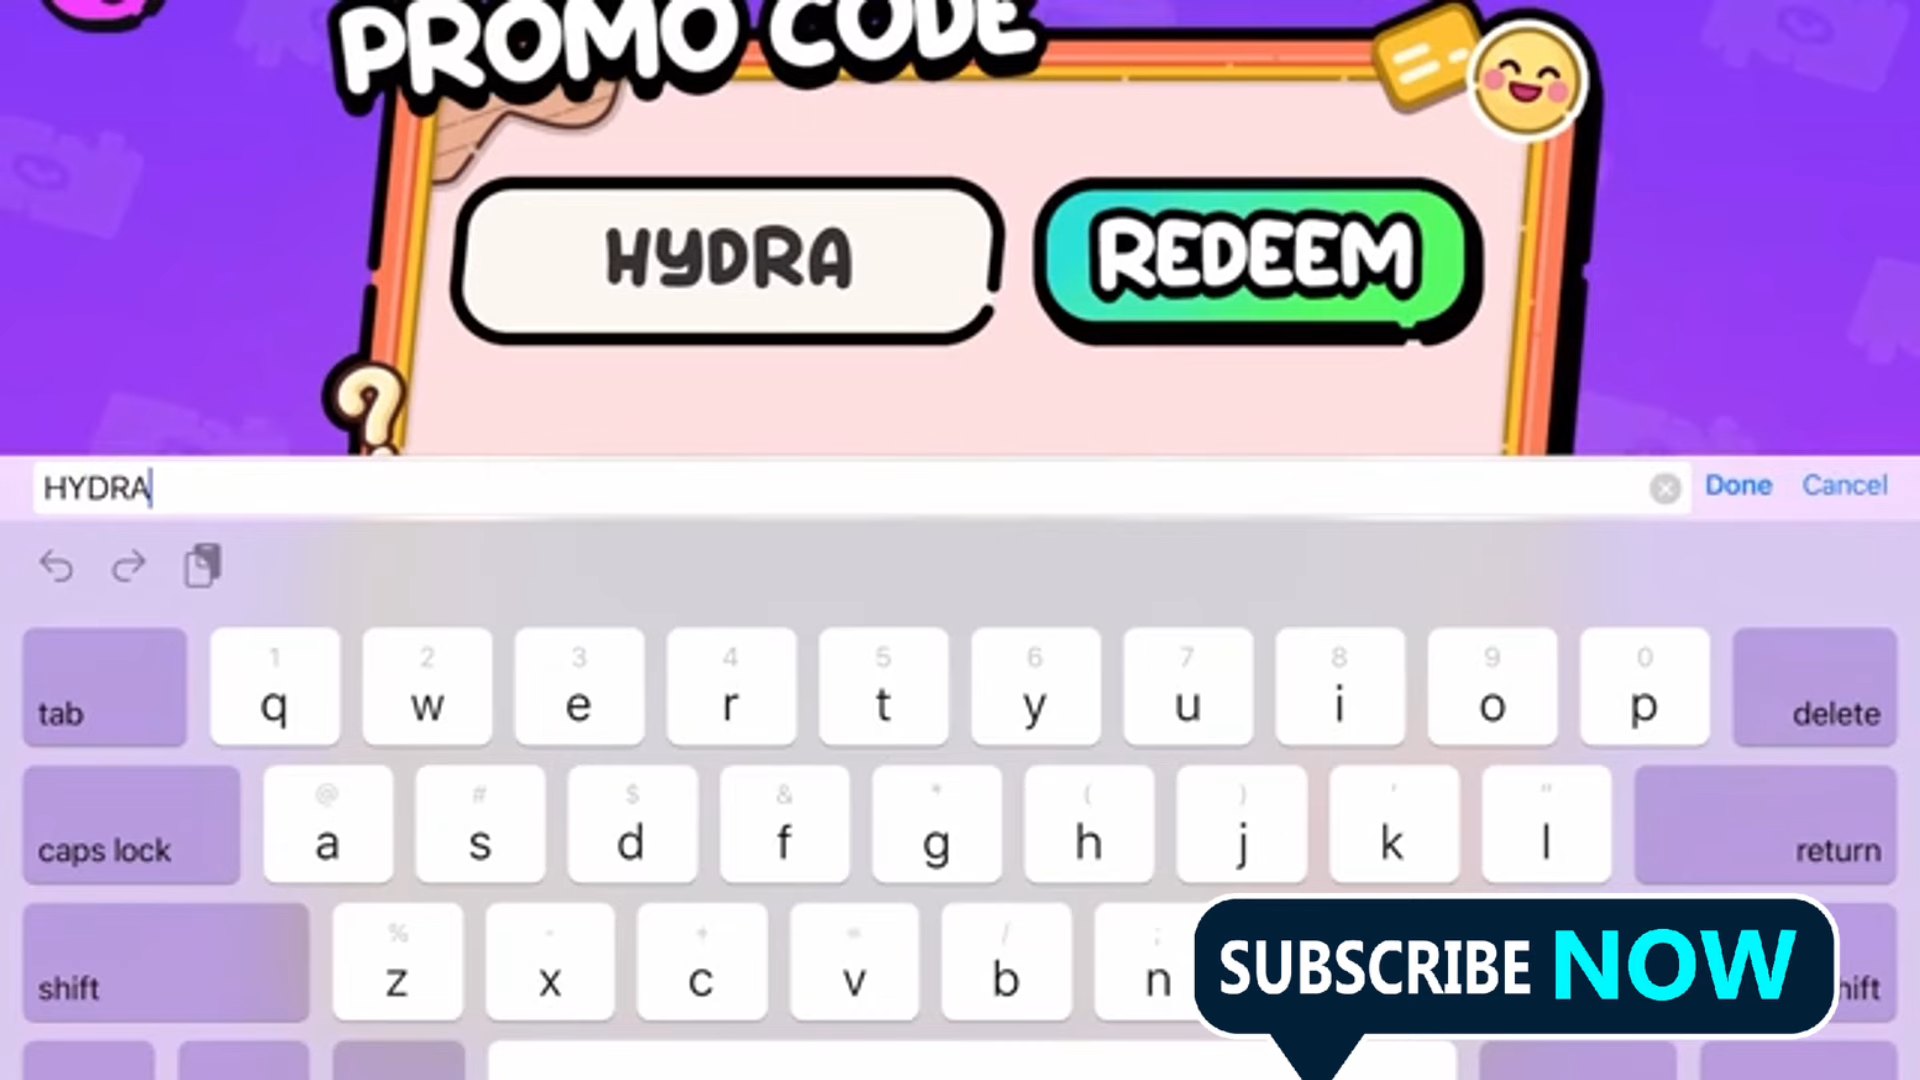 PROMO CODE
HYDRA REDEEM
?
HYDRA Done Cancel
1 2 3 4 5 6 7 8 9 0
tab q w e r t y u i o p delete
@ # $ & * ( ) ' "
caps lock a s d f g h j k l return
% - + = / ;
shift z x c v b n hift
SUBSCRIBE NOW